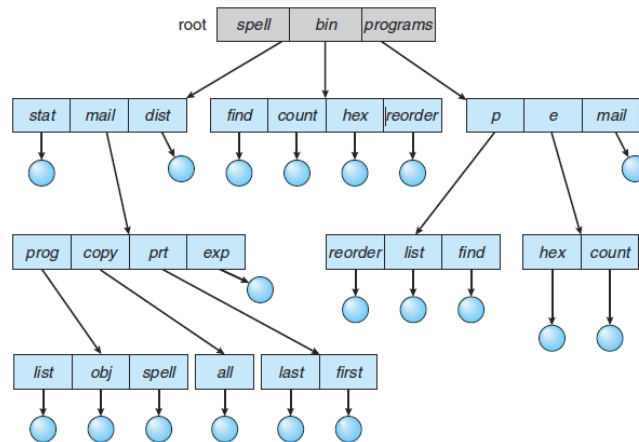 root spell bin programs
stat mail dist find count hex reorder p e mail
prog copy prt exp reorder list find hex count
list obj spell all last first